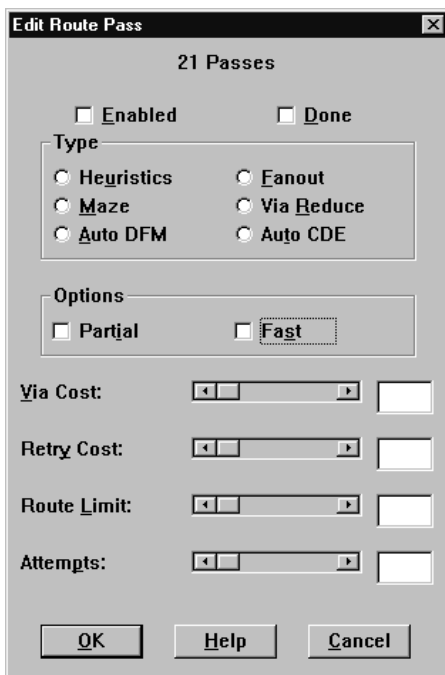 Edit Route Pass
21 Passes
Enabled Done
Type
Heuristics Fanout
Maze Via Reduce
Auto DFM Auto CDE
Options
Partial Fast
Via Cost:
Retry Cost:
Route Limit:
Attempts:
OK Help Cancel